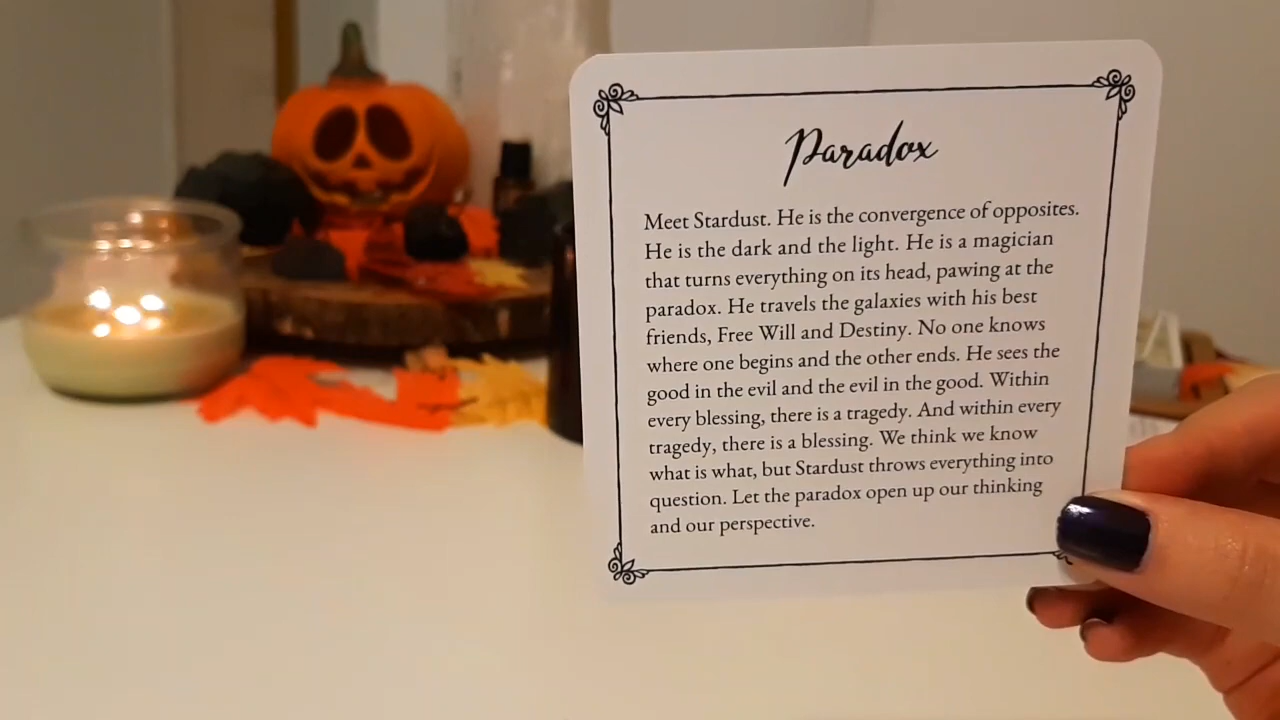 Paradox
Meet Stardust. He is the convergence of opposites.
He is the dark and the light. He is a magician
that turns everything on its head, pawing at the
paradox. He travels the galaxies with his best
friends, Free Will and Destiny. No one knows
where one begins and the other ends. He sees the
good in the evil and the evil in the good. Within
every blessing, there is a tragedy. And within every
tragedy, there is a blessing. We think we know
what is what, but Stardust throws everything into
question. Let the paradox open up our thinking
and our perspective.